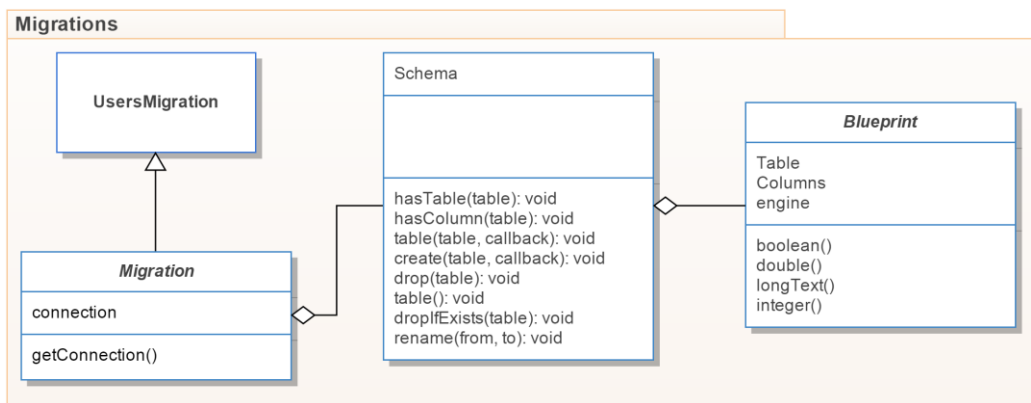 Migrations
UsersMigration
Migration
connection
getConnection()
Schema
hasTable(table): void
hasColumn(table): void
table(table, callback): void
create(table, callback): void
drop(table): void
table(): void
dropIfExists(table): void
rename(from, to): void
Blueprint
Table
Columns
engine
boolean()
double()
longText()
integer()